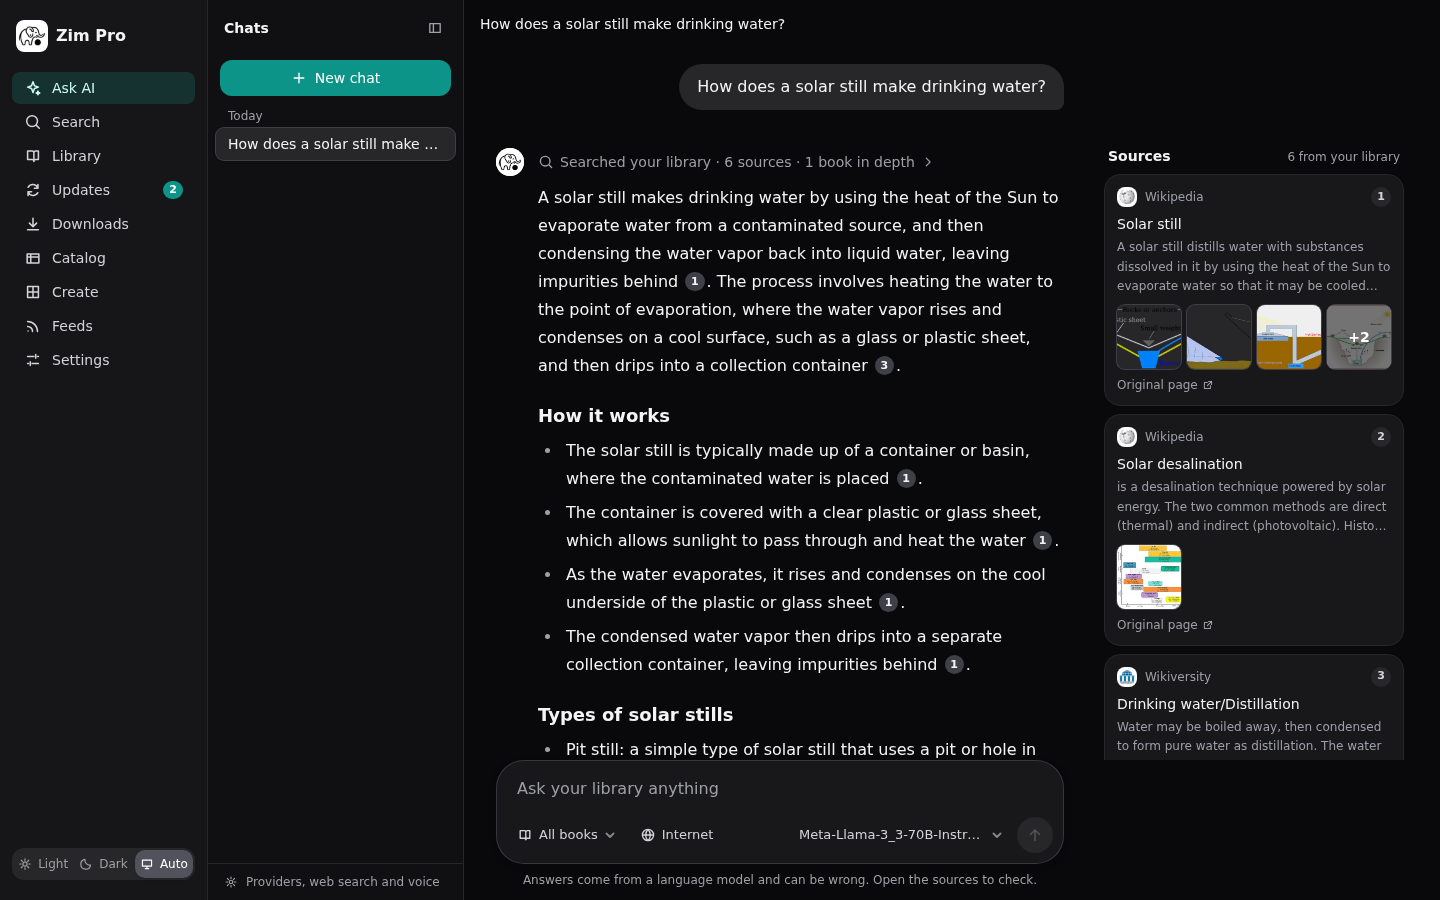 Zim Pro
Ask AI
Search
Library
Updates
2
Downloads
Catalog
Create
Feeds
Settings
Light
Dark
Auto
Chats
New chat
Today
How does a solar still make ...
Providers, web search and voice
How does a solar still make drinking water?
How does a solar still make drinking water?
Searched your library · 6 sources · 1 book in depth
A solar still makes drinking water by using the heat of the Sun to
evaporate water from a contaminated source, and then
condensing the water vapor back into liquid water, leaving
impurities behind 1. The process involves heating the water to
the point of evaporation, where the water vapor rises and
condenses on a cool surface, such as a glass or plastic sheet,
and then drips into a collection container 3.
How it works
• The solar still is typically made up of a container or basin,
where the contaminated water is placed 1.
• The container is covered with a clear plastic or glass sheet,
which allows sunlight to pass through and heat the water 1.
• As the water evaporates, it rises and condenses on the cool
underside of the plastic or glass sheet 1.
• The condensed water vapor then drips into a separate
collection container, leaving impurities behind 1.
Types of solar stills
• Pit still: a simple type of solar still that uses a pit or hole in
Ask your library anything
All books
Internet
Meta-Llama-3_3-70B-Instr...
Answers come from a language model and can be wrong. Open the sources to check.
Sources
6 from your library
Wikipedia
1
Solar still
A solar still distills water with substances
dissolved in it by using the heat of the Sun to
evaporate water so that it may be cooled...
+2
Original page
Wikipedia
2
Solar desalination
is a desalination technique powered by solar
energy. The two common methods are direct
(thermal) and indirect (photovoltaic). Histo...
Original page
Wikiversity
3
Drinking water/Distillation
Water may be boiled away, then condensed
to form pure water as distillation. The water